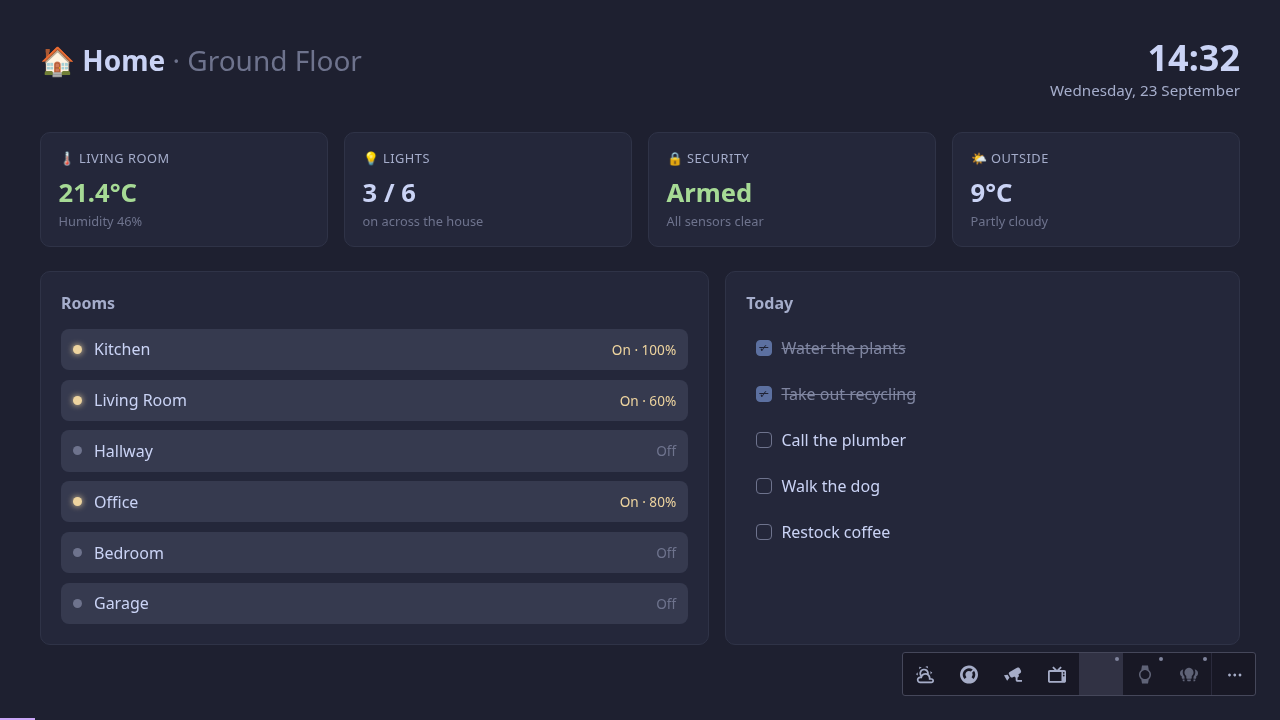 Home · Ground Floor
14:32
Wednesday, 23 September
LIVING ROOM
21.4°C
Humidity 46%
LIGHTS
3 / 6
on across the house
SECURITY
Armed
All sensors clear
OUTSIDE
9°C
Partly cloudy
Rooms
Kitchen On · 100%
Living Room On · 60%
Hallway Off
Office On · 80%
Bedroom Off
Garage Off
Today
Water the plants
Take out recycling
Call the plumber
Walk the dog
Restock coffee